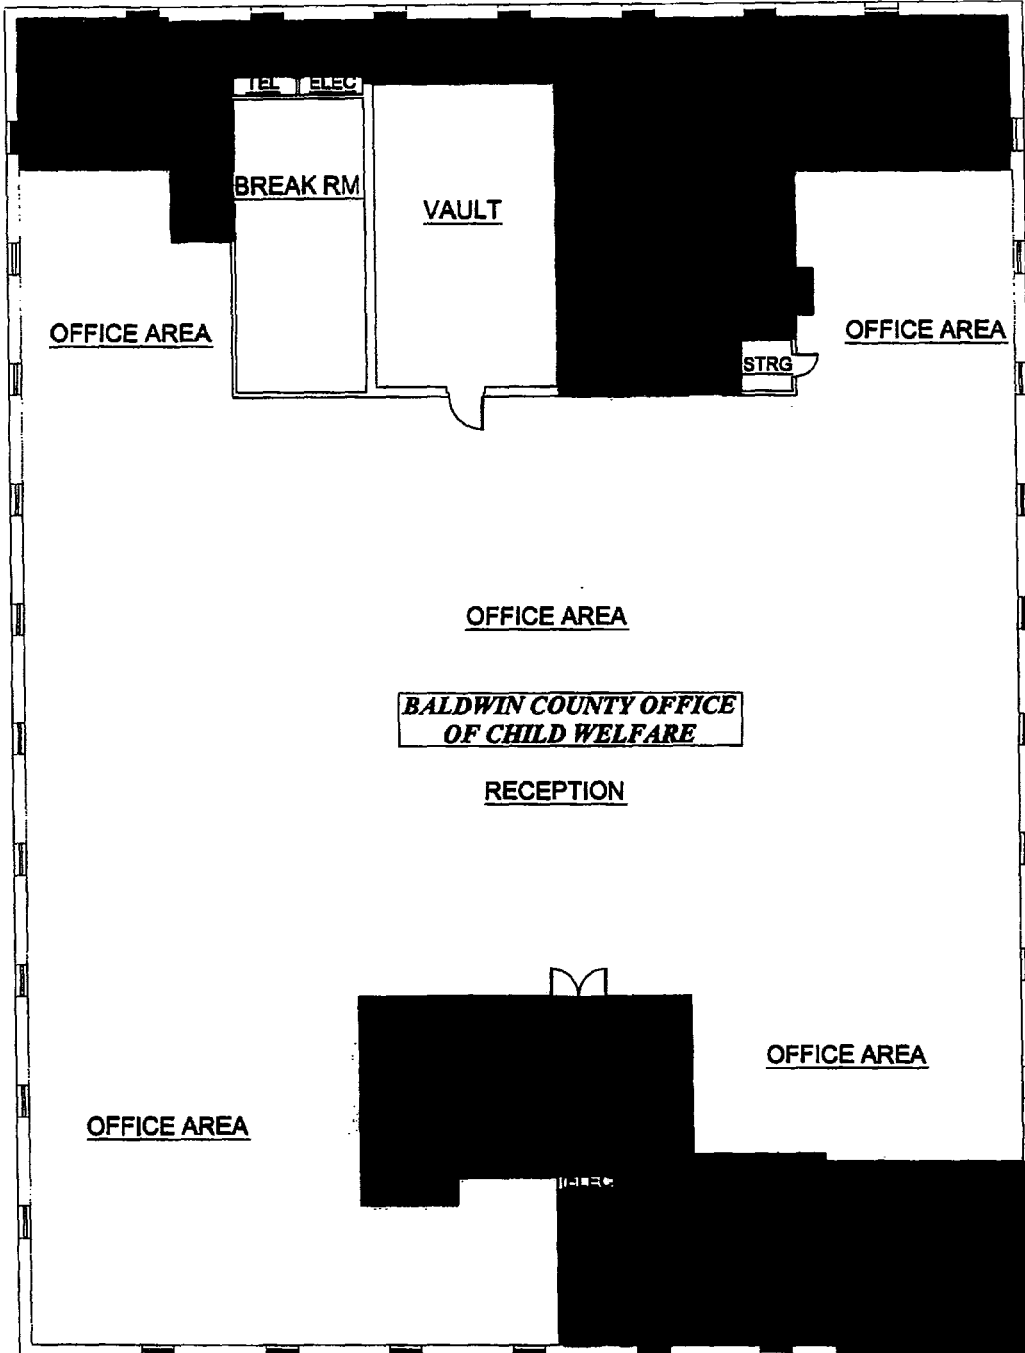 TEL ELEC
BREAK RM
VAULT
OFFICE AREA
OFFICE AREA
STRG
OFFICE AREA
BALDWIN COUNTY OFFICE
OF CHILD WELFARE
RECEPTION
OFFICE AREA
OFFICE AREA
ELEC